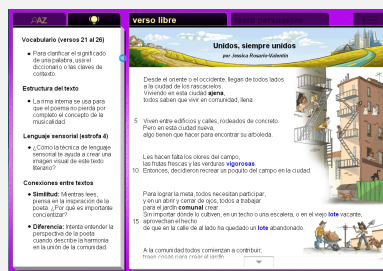 AZ
verso libre
Vocabulario (versos 21 al 26)
• Para clarificar el significado
de una palabra, usa el
diccionario o las claves de
contexto.
Estructura del texto
• La rima interna se usa para
que el poema no pierda por
completo el concepto de la
musicalidad.
Lenguaje sensorial (estrofa 4)
• ¿Cómo la técnica de lenguaje
sensorial te ayuda a crear una
imagen visual de este texto
literario?
Conexiones entre textos
• Similitud: Mientras lees,
piensa en la inspiración de la
poeta. ¿Por qué es importante
concientizar?
• Diferencia: Intenta entender la
perspectiva de la poeta
cuando describe la harmonía
en la unión de la comunidad.
Unidos, siempre unidos
por Jessica Rosario-Valentín
Desde el oriente o el occidente, llegan de todos lados
a la ciudad de los rascacielos.
Viviendo en esta ciudad ajena,
todos saben que vivir en comunidad, llena.
5 Viven entre edificios y calles, rodeados de concreto.
Pero en esta ciudad nueva,
algo tienen que hacer para encontrar su arboleda.
Les hacen falta los olores del campo,
las frutas frescas y las verduras vigorosas.
10 Entonces, decidieron recrear un poquito del campo en la ciudad.
Para lograr la meta, todos necesitan participar,
y en un abrir y cerrar de ojos, todos a trabajar
para el jardín comunal crear.
Sin importar dónde lo cultiven, en un techo o una escalera, o en el viejo lote vacante,
15 aprovechan el hecho
de que en la calle de al lado ha quedado un lote abandonado.
A la comunidad todos comienzan a contribuir,